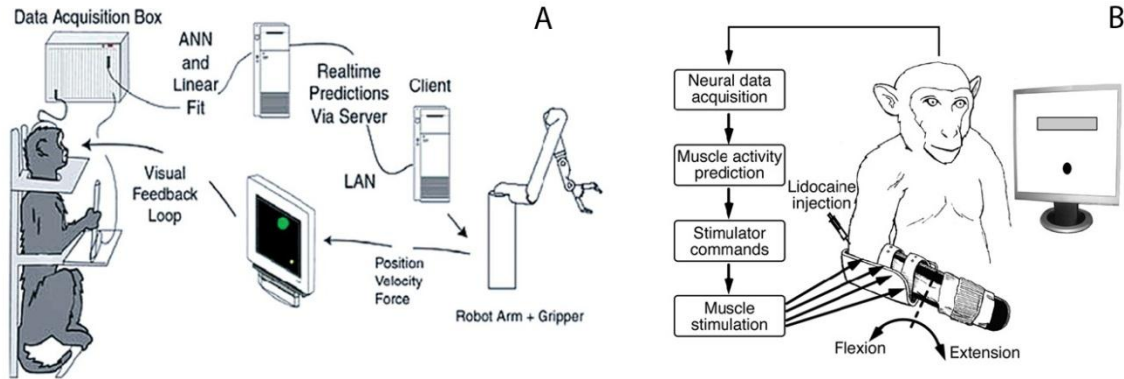 A
Data Acquisition Box
ANN
and
Linear
Fit
Realtime
Predictions
Via Server
Client
LAN
Visual
Feedback
Loop
Position
Velocity
Force
Robot Arm + Gripper
B
Neural data
acquisition
Muscle activity
prediction
Lidocaine
injection
Stimulator
commands
Muscle
stimulation
Flexion
Extension